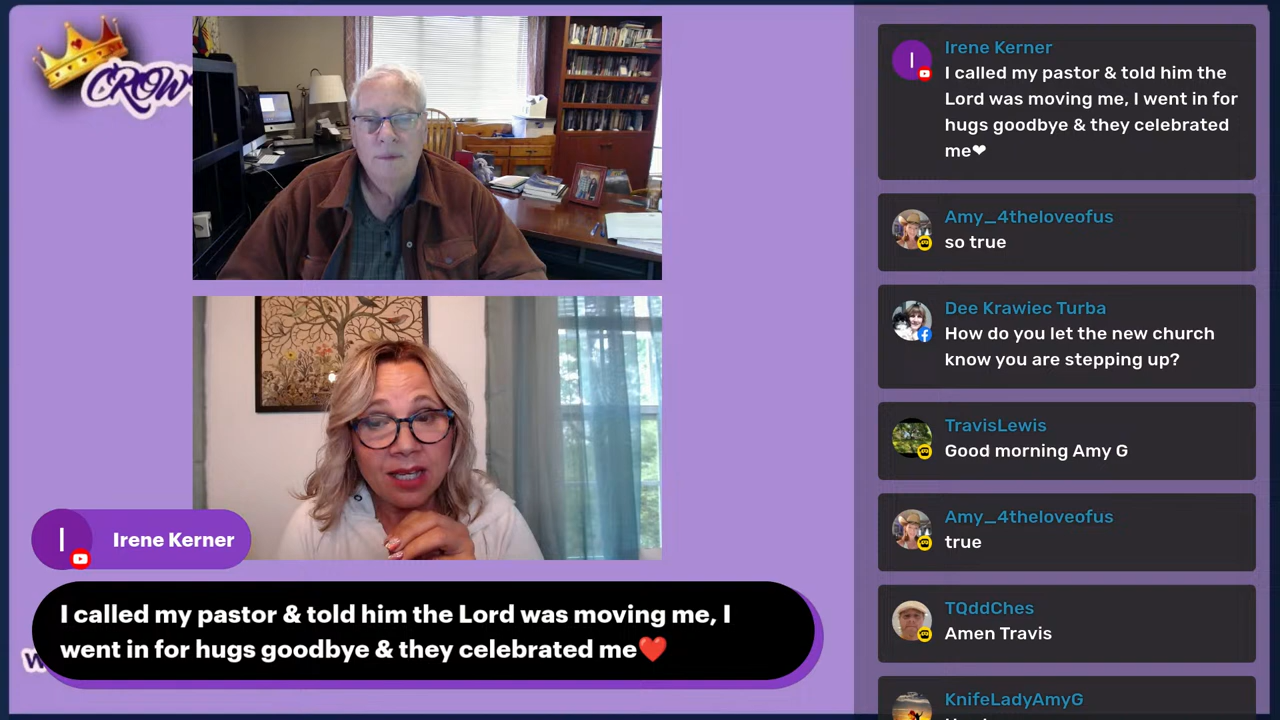 CROW
Irene Kerner
I called my pastor & told him the Lord was moving me, I
went in for hugs goodbye & they celebrated me❤️
W
Irene Kerner
I called my pastor & told him the
Lord was moving me, I went in for
hugs goodbye & they celebrated
me❤
Amy_4theloveofus
so true
Dee Krawiec Turba
How do you let the new church
know you are stepping up?
TravisLewis
Good morning Amy G
Amy_4theloveofus
true
TQddChes
Amen Travis
KnifeLadyAmyG